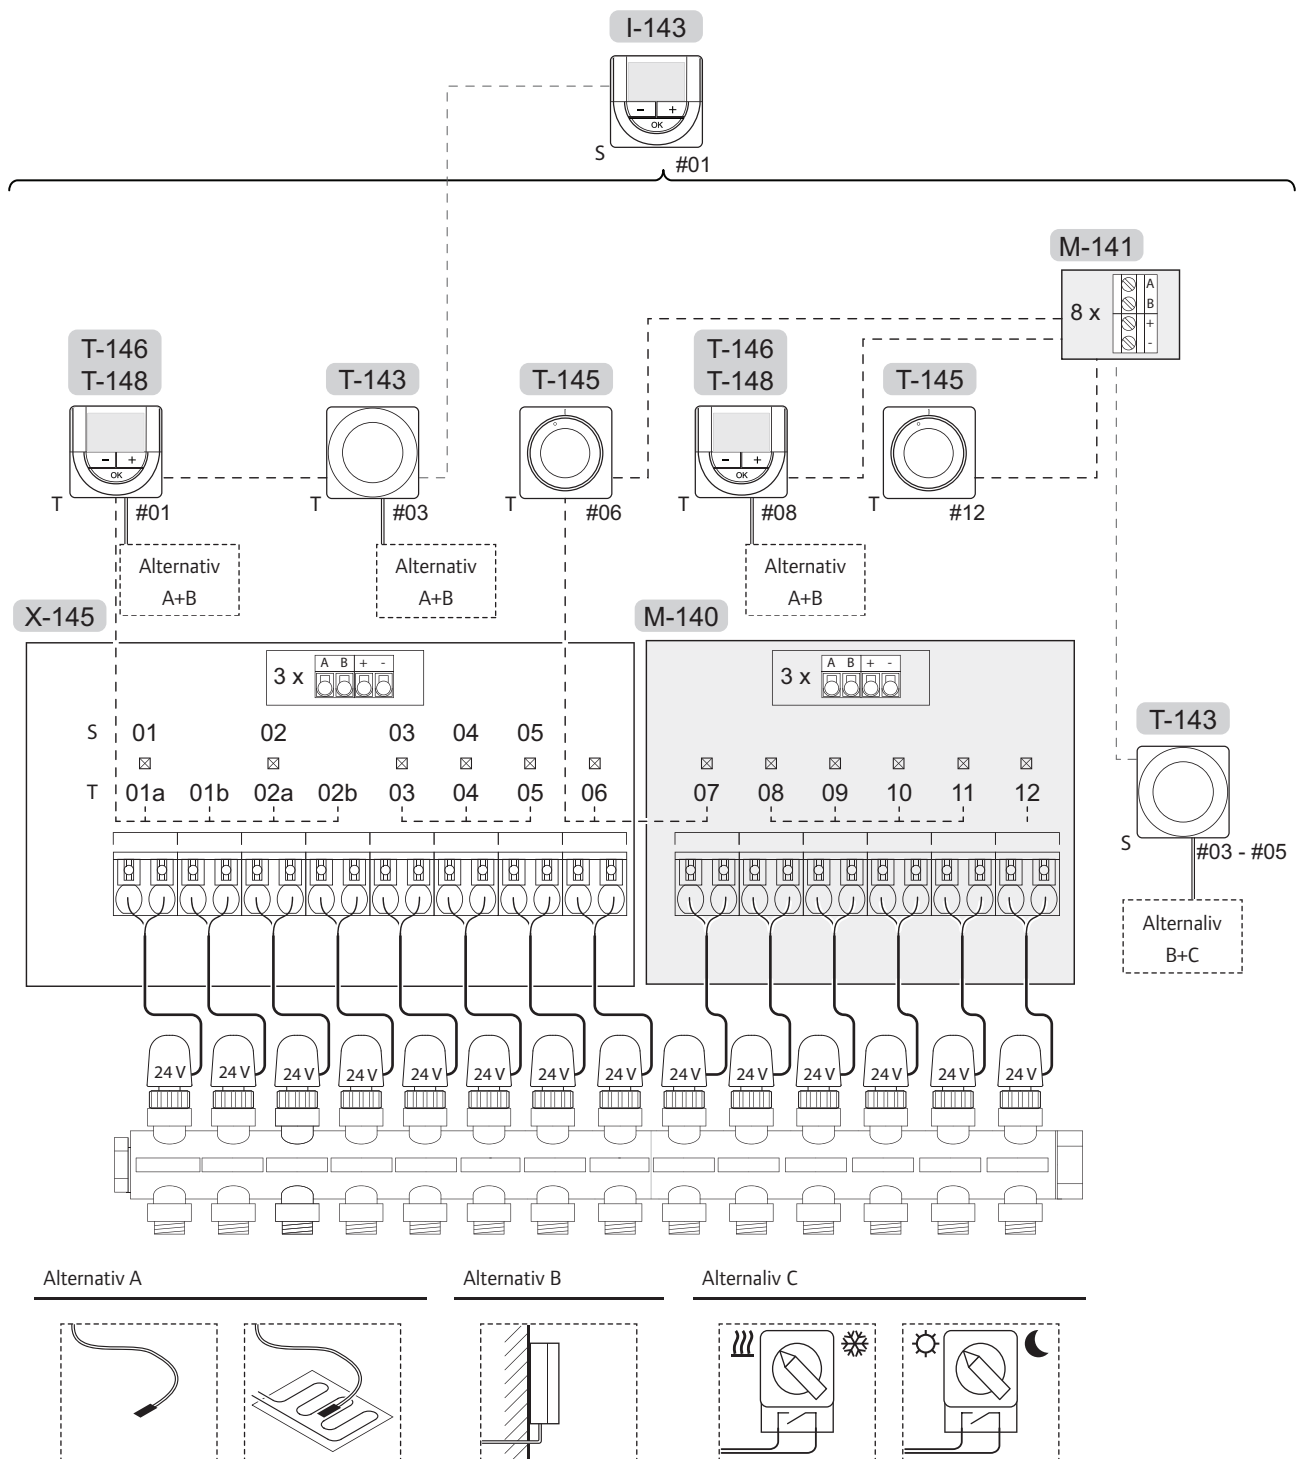 I-143
- +
OK
S
#01
M-141
8 x
A
B
+
-
T-146
T-148
T-143
T-145
T-146
T-148
T-145
- +
OK
- +
OK
T #01
T #03
T #06
T #08
T #12
Alternativ
A+B
Alternativ
A+B
Alternativ
A+B
X-145
M-140
3 x
A B + -
3 x
A B + -
T-143
S 01 02 03 04 05
T 01a 01b 02a 02b 03 04 05 06 07 08 09 10 11 12
S
#03 - #05
Alternaliv
B+C
24 V 24 V 24 V 24 V 24 V 24 V 24 V 24 V 24 V 24 V 24 V 24 V 24 V 24 V
Alternativ A
Alternativ B
Alternaliv C